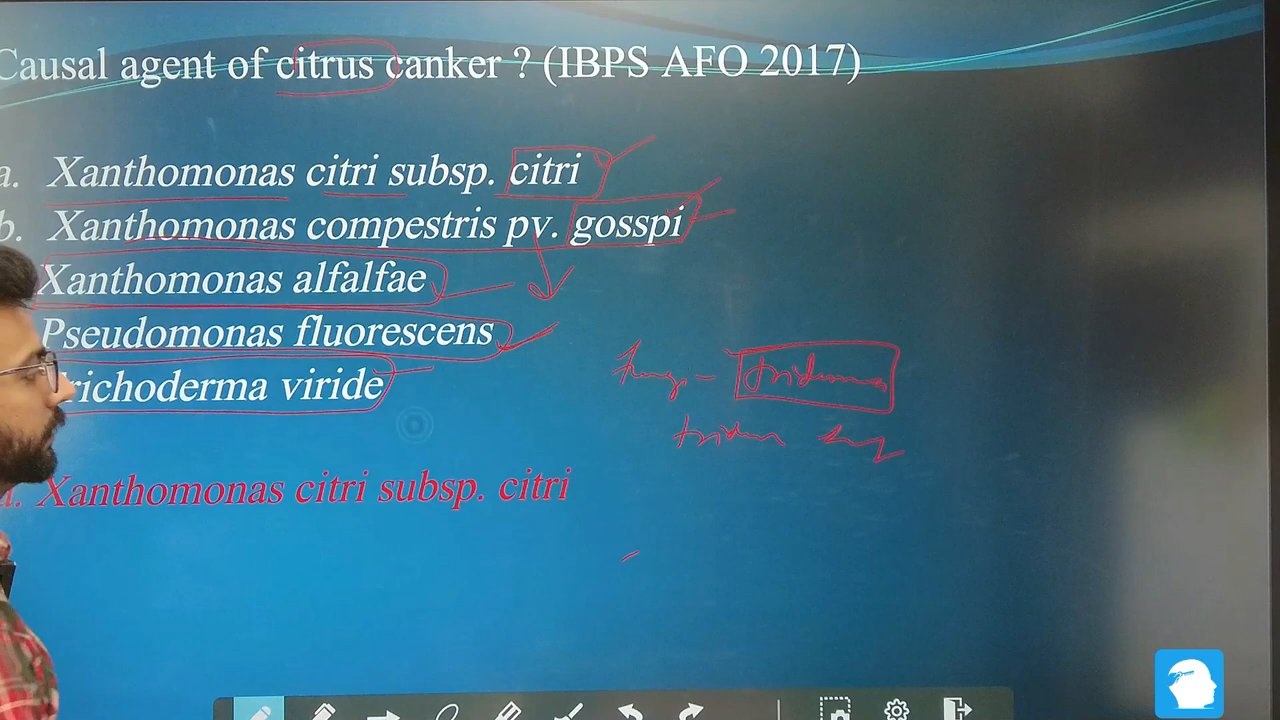 Causal agent of citrus canker ? (IBPS AFO 2017)
a. Xanthomonas citri subsp. citri
b. Xanthomonas compestris pv. gosspi
Xanthomonas alfalfae
Pseudomonas fluorescens
richoderma viride
a. Xanthomonas citri subsp. citri